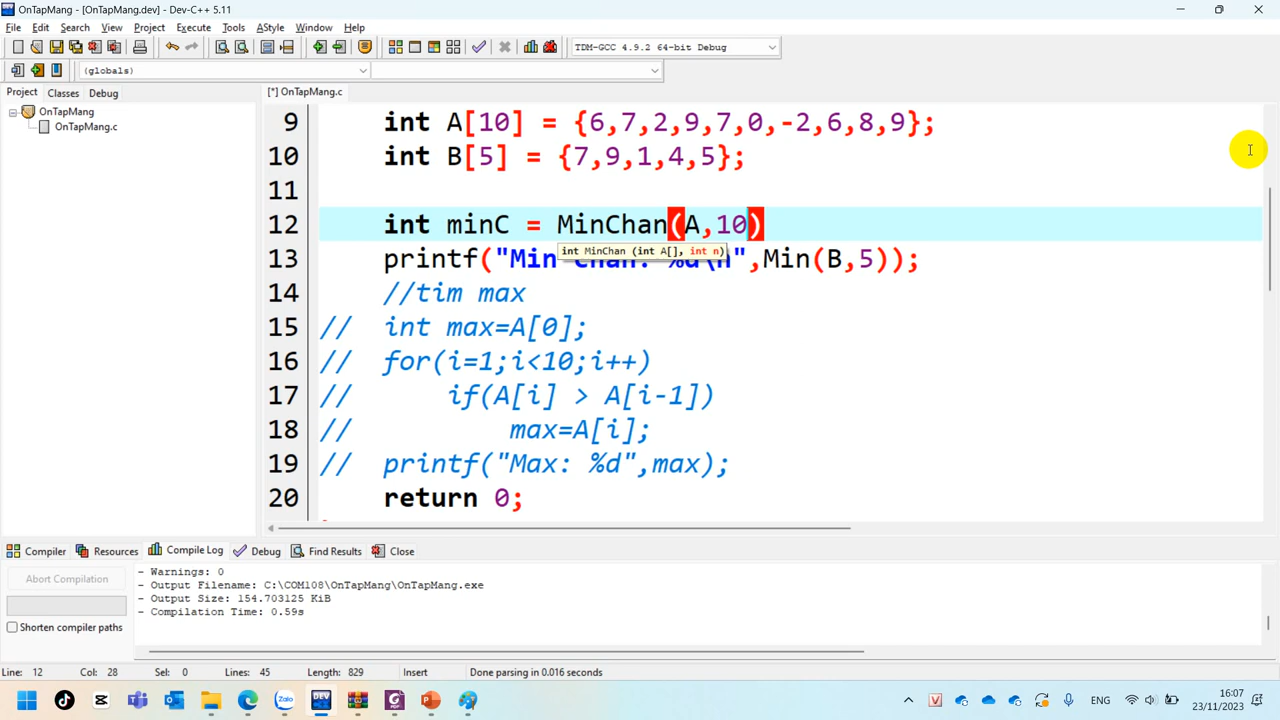 OnTapMang - [OnTapMang.dev] - Dev-C++ 5.11
File Edit Search View Project Execute Tools AStyle Window Help
TDM-GCC 4.9.2 64-bit Debug
(globals)
Project Classes Debug
[*] OnTapMang.c
OnTapMang
OnTapMang.c
9 int A[10] = {6,7,2,9,7,0,-2,6,8,9};
10 int B[5] = {7,9,1,4,5};
11
12 int minC = MinChan(A,10)
int MinChan (int A[], int n)
13 printf("Min Chan: %d\n",Min(B,5));
14 //tim max
15 // int max=A[0];
16 // for(i=1;i<10;i++)
17 // if(A[i] > A[i-1])
18 // max=A[i];
19 // printf("Max: %d",max);
20 return 0;
Compiler Resources Compile Log Debug Find Results Close
Abort Compilation
Shorten compiler paths
- Warnings: 0
- Output Filename: C:\COM108\OnTapMang\OnTapMang.exe
- Output Size: 154.703125 KiB
- Compilation Time: 0.59s
Line: 12 Col: 28 Sel: 0 Lines: 45 Length: 829 Insert Done parsing in 0.016 seconds
Zalo
DEV
V
ENG
16:07
23/11/2023